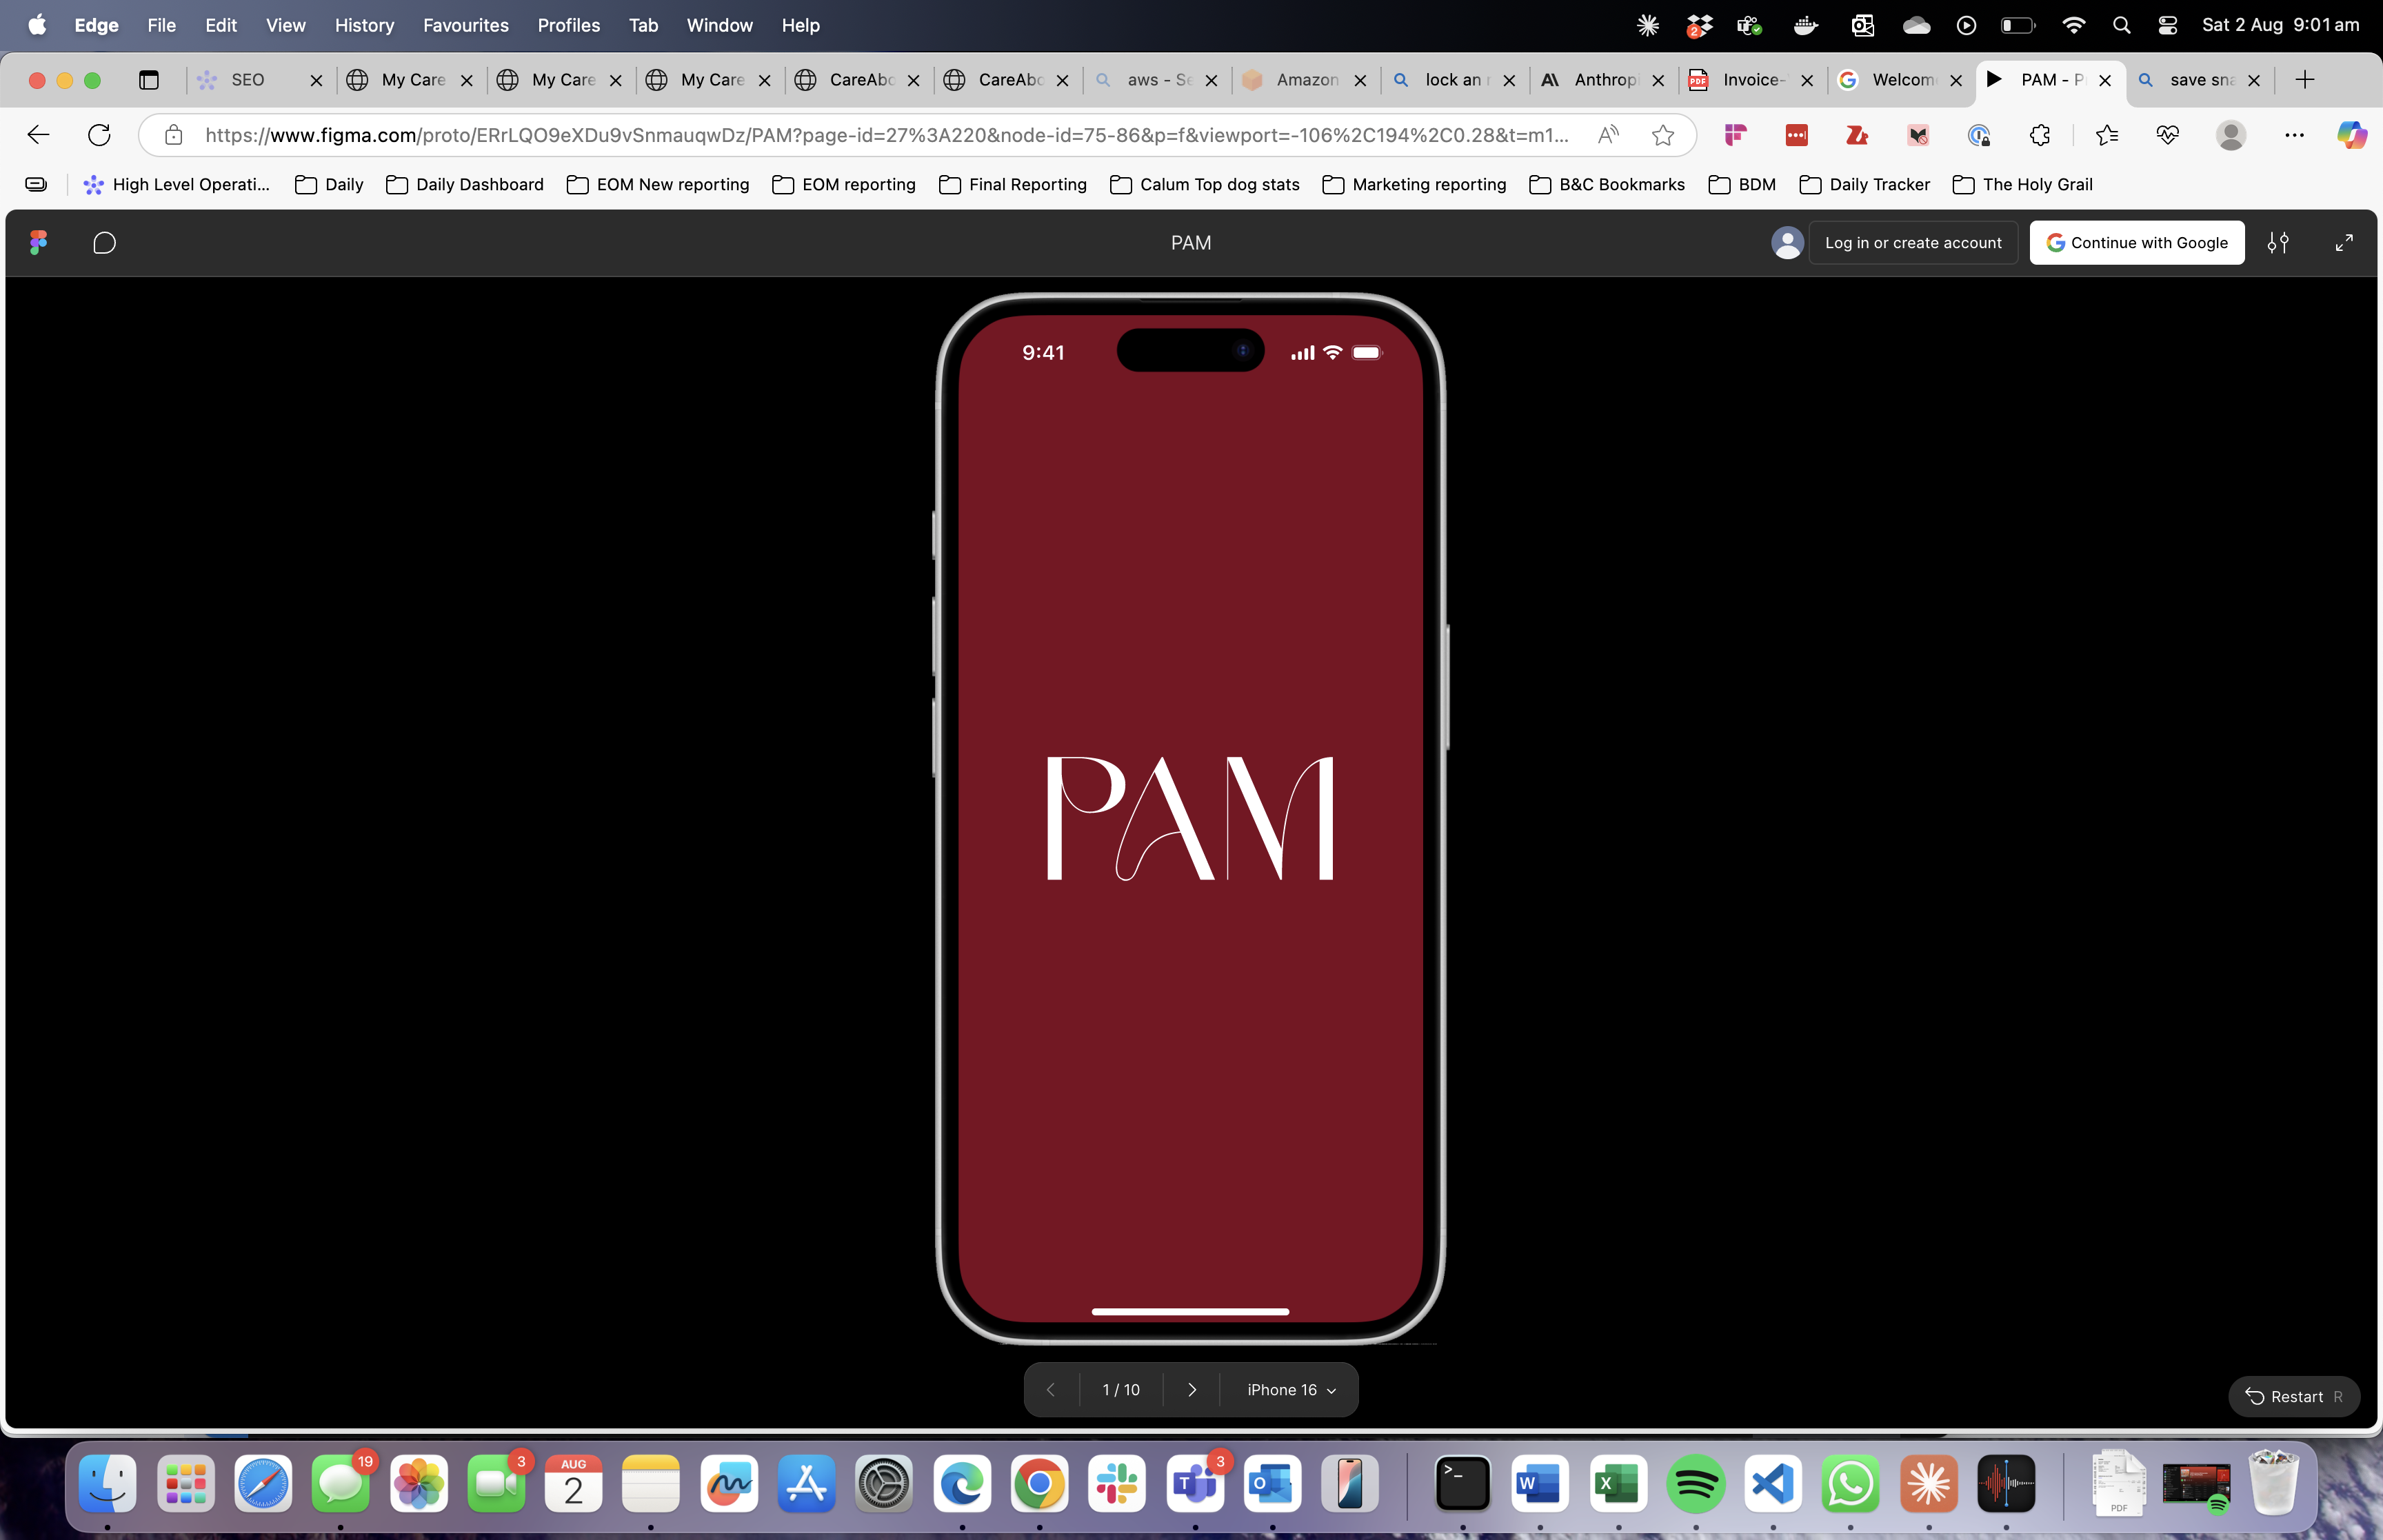 Edge File Edit View History Favourites Profiles Tab Window Help
2
Sat 2 Aug 9:01 am
SEO
My Care
My Care
My Care
CareAbo
CareAbo
aws - Se
Amazon
lock an r
Anthrop
PDF Invoice-
Welcom
PAM - P
save sna
https://www.figma.com/proto/ERrLQO9eXDu9vSnmauqwDz/PAM?page-id=27%3A220&node-id=75-86&p=f&viewport=-106%2C194%2C0.28&t=m1...
High Level Operati... Daily Daily Dashboard EOM New reporting EOM reporting Final Reporting Calum Top dog stats Marketing reporting B&C Bookmarks BDM Daily Tracker The Holy Grail
PAM
Log in or create account
Continue with Google
9:41
PAM
1 / 10
iPhone 16
Restart R
19
3
AUG
2
3
T
O
>_
W
X
PDF